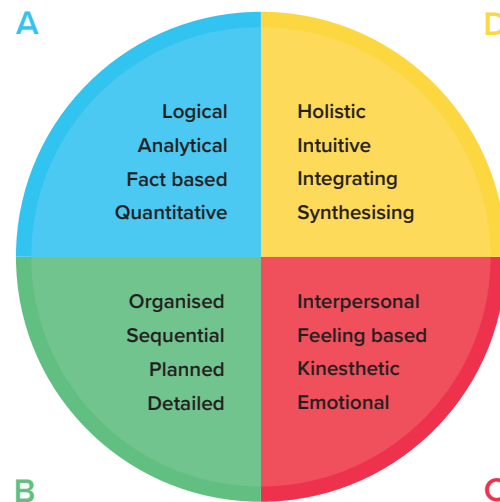 A
D
Logical
Analytical
Fact based
Quantitative
Holistic
Intuitive
Integrating
Synthesising
Organised
Sequential
Planned
Detailed
Interpersonal
Feeling based
Kinesthetic
Emotional
B
C